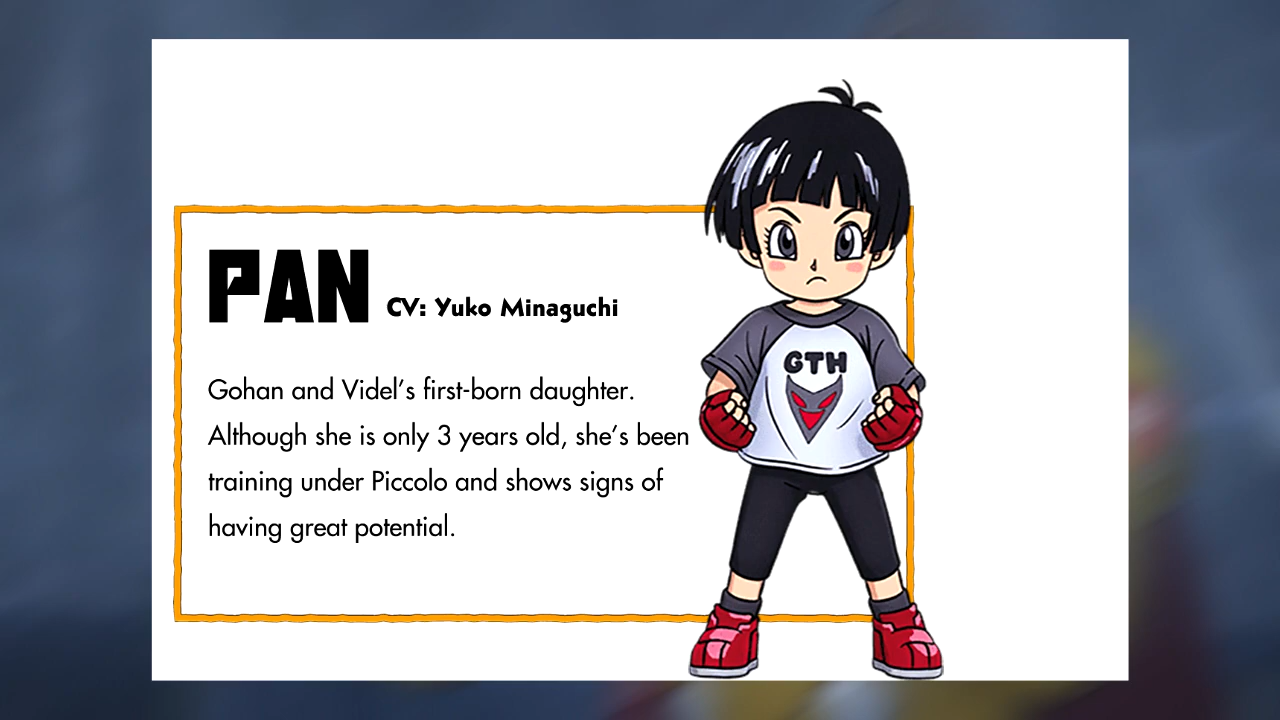 PAN CV: Yuko Minaguchi
Gohan and Videl’s first-born daughter.
Although she is only 3 years old, she’s been
training under Piccolo and shows signs of
having great potential.
GTH